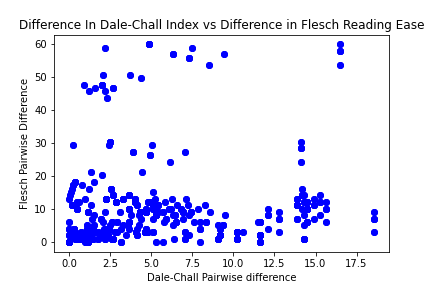 Difference In Dale-Chall Index vs Difference in Flesch Reading Ease
60
50
40
30
20
10
0
Flesch Pairwise Difference
0.0 2.5 5.0 7.5 10.0 12.5 15.0 17.5
Dale-Chall Pairwise difference